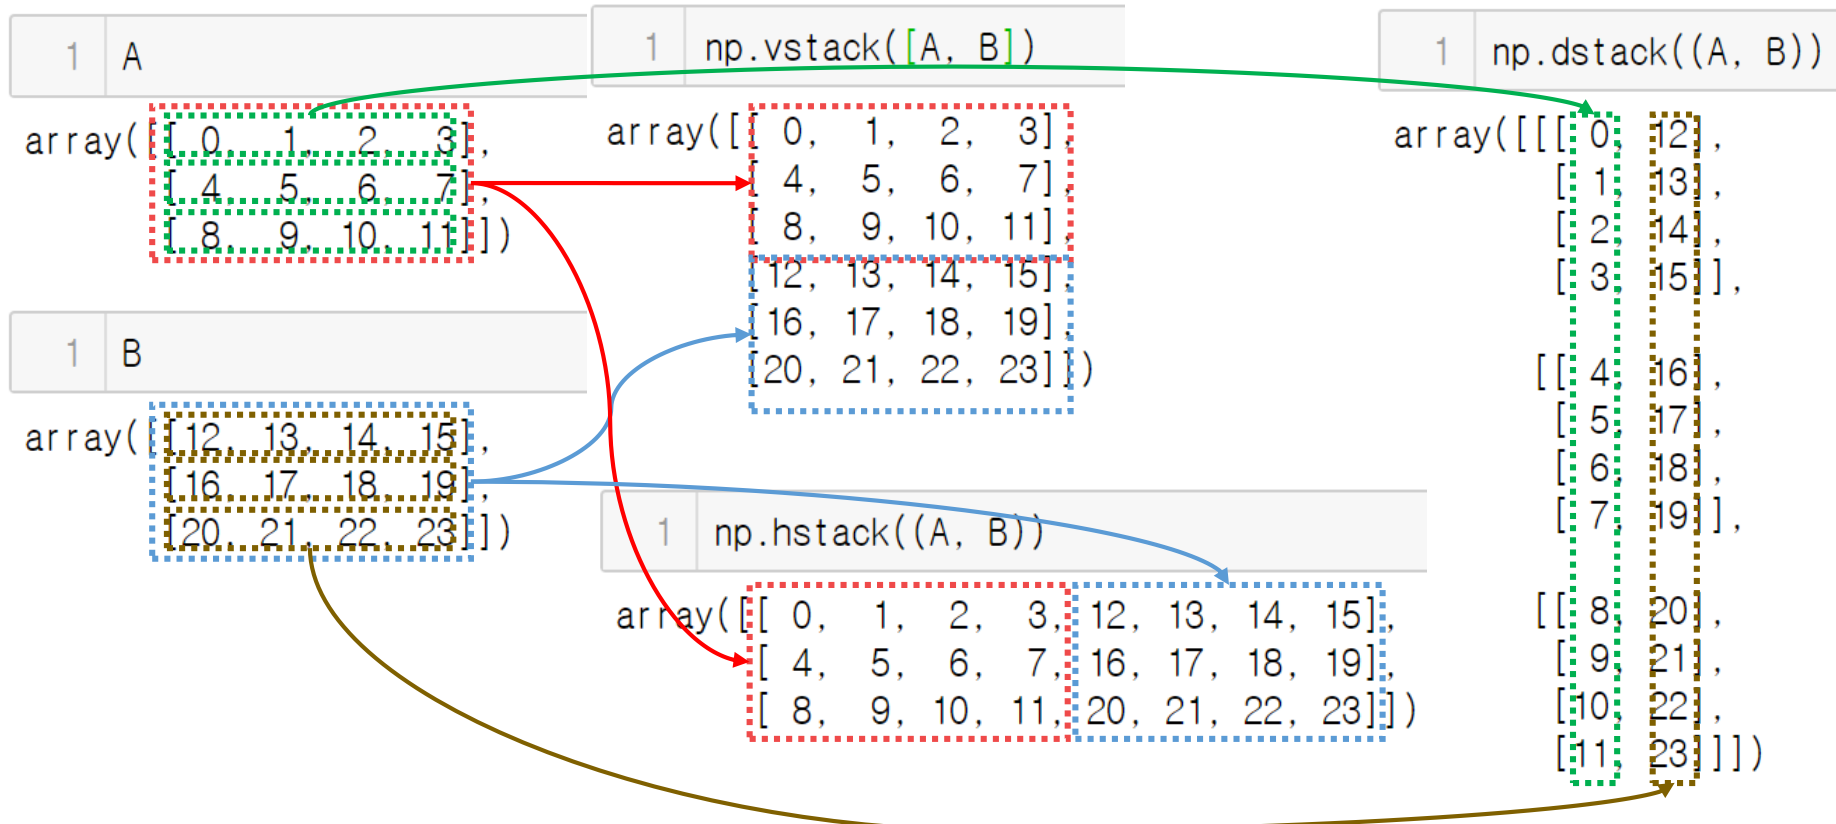 1 A
array([[ 0, 1, 2, 3],
[ 4, 5, 6, 7],
[ 8, 9, 10, 11]])
1 B
array([[12, 13, 14, 15],
[16, 17, 18, 19],
[20, 21, 22, 23]])
1 np.vstack([A, B])
array([[ 0, 1, 2, 3],
[ 4, 5, 6, 7],
[ 8, 9, 10, 11],
[12, 13, 14, 15],
[16, 17, 18, 19],
[20, 21, 22, 23]])
1 np.hstack((A, B))
array([[ 0, 1, 2, 3, 12, 13, 14, 15],
[ 4, 5, 6, 7, 16, 17, 18, 19],
[ 8, 9, 10, 11, 20, 21, 22, 23]])
1 np.dstack((A, B))
array([[[ 0, 12],
[ 1, 13],
[ 2, 14],
[ 3, 15]],
[[ 4, 16],
[ 5, 17],
[ 6, 18],
[ 7, 19]],
[[ 8, 20],
[ 9, 21],
[10, 22],
[11, 23]]])